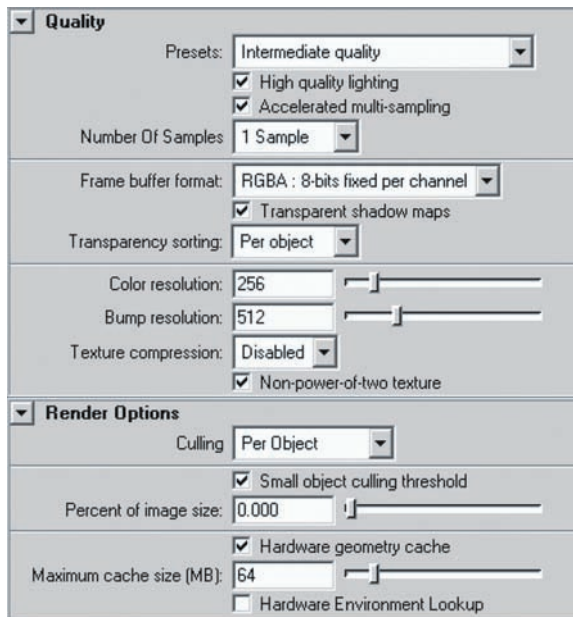 Quality
Presets: Intermediate quality
High quality lighting
Accelerated multi-sampling
Number Of Samples 1 Sample
Frame buffer format: RGBA : 8-bits fixed per channel
Transparent shadow maps
Transparency sorting: Per object
Color resolution: 256
Bump resolution: 512
Texture compression: Disabled
Non-power-of-two texture
Render Options
Culling Per Object
Small object culling threshold
Percent of image size: 0.000
Hardware geometry cache
Maximum cache size (MB): 64
Hardware Environment Lookup